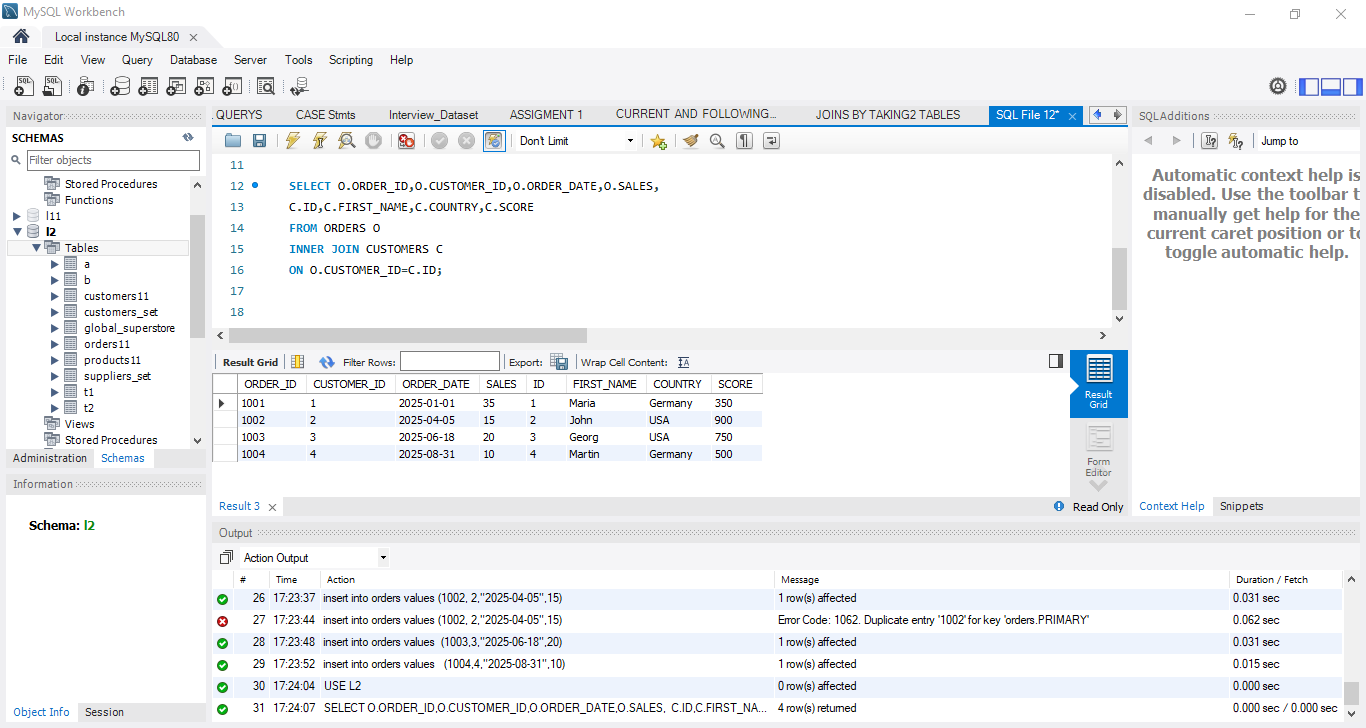 MySQL Workbench
Local instance MySQL80
File Edit View Query Database Server Tools Scripting Help
Navigator
SCHEMAS
Filter objects
Stored Procedures
Functions
l11
l2
Tables
a
b
customers11
customers_set
global_superstore
orders11
products11
suppliers_set
t1
t2
Views
Stored Procedures
Administration Schemas
Information
Schema: l2
Object Info Session
QUERYS CASE Stmts Interview_Dataset ASSIGMENT 1 CURRENT AND FOLLOWING... JOINS BY TAKING2 TABLES SQL File 12*
Don't Limit
11
12 SELECT O.ORDER_ID,O.CUSTOMER_ID,O.ORDER_DATE,O.SALES,
13 C.ID,C.FIRST_NAME,C.COUNTRY,C.SCORE
14 FROM ORDERS O
15 INNER JOIN CUSTOMERS C
16 ON O.CUSTOMER_ID=C.ID;
17
18
Result Grid Filter Rows: Export: Wrap Cell Content:
ORDER_ID CUSTOMER_ID ORDER_DATE SALES ID FIRST_NAME COUNTRY SCORE
1001 1 2025-01-01 35 1 Maria Germany 350
1002 2 2025-04-05 15 2 John USA 900
1003 3 2025-06-18 20 3 Georg USA 750
1004 4 2025-08-31 10 4 Martin Germany 500
Result Grid
Form Editor
Result 3
Read Only
SQLAdditions
Jump to
Automatic context help is
disabled. Use the toolbar t
manually get help for the
current caret position or to
toggle automatic help.
Context Help Snippets
Output
Action Output
# Time Action Message Duration / Fetch
26 17:23:37 insert into orders values (1002, 2,"2025-04-05",15) 1 row(s) affected 0.031 sec
27 17:23:44 insert into orders values (1002, 2,"2025-04-05",15) Error Code: 1062. Duplicate entry '1002' for key 'orders.PRIMARY' 0.062 sec
28 17:23:48 insert into orders values (1003,3,"2025-06-18",20) 1 row(s) affected 0.031 sec
29 17:23:52 insert into orders values (1004,4,"2025-08-31",10) 1 row(s) affected 0.015 sec
30 17:24:04 USE L2 0 row(s) affected 0.000 sec
31 17:24:07 SELECT O.ORDER_ID,O.CUSTOMER_ID,O.ORDER_DATE,O.SALES, C.ID,C.FIRST_NA... 4 row(s) returned 0.000 sec / 0.000 sec